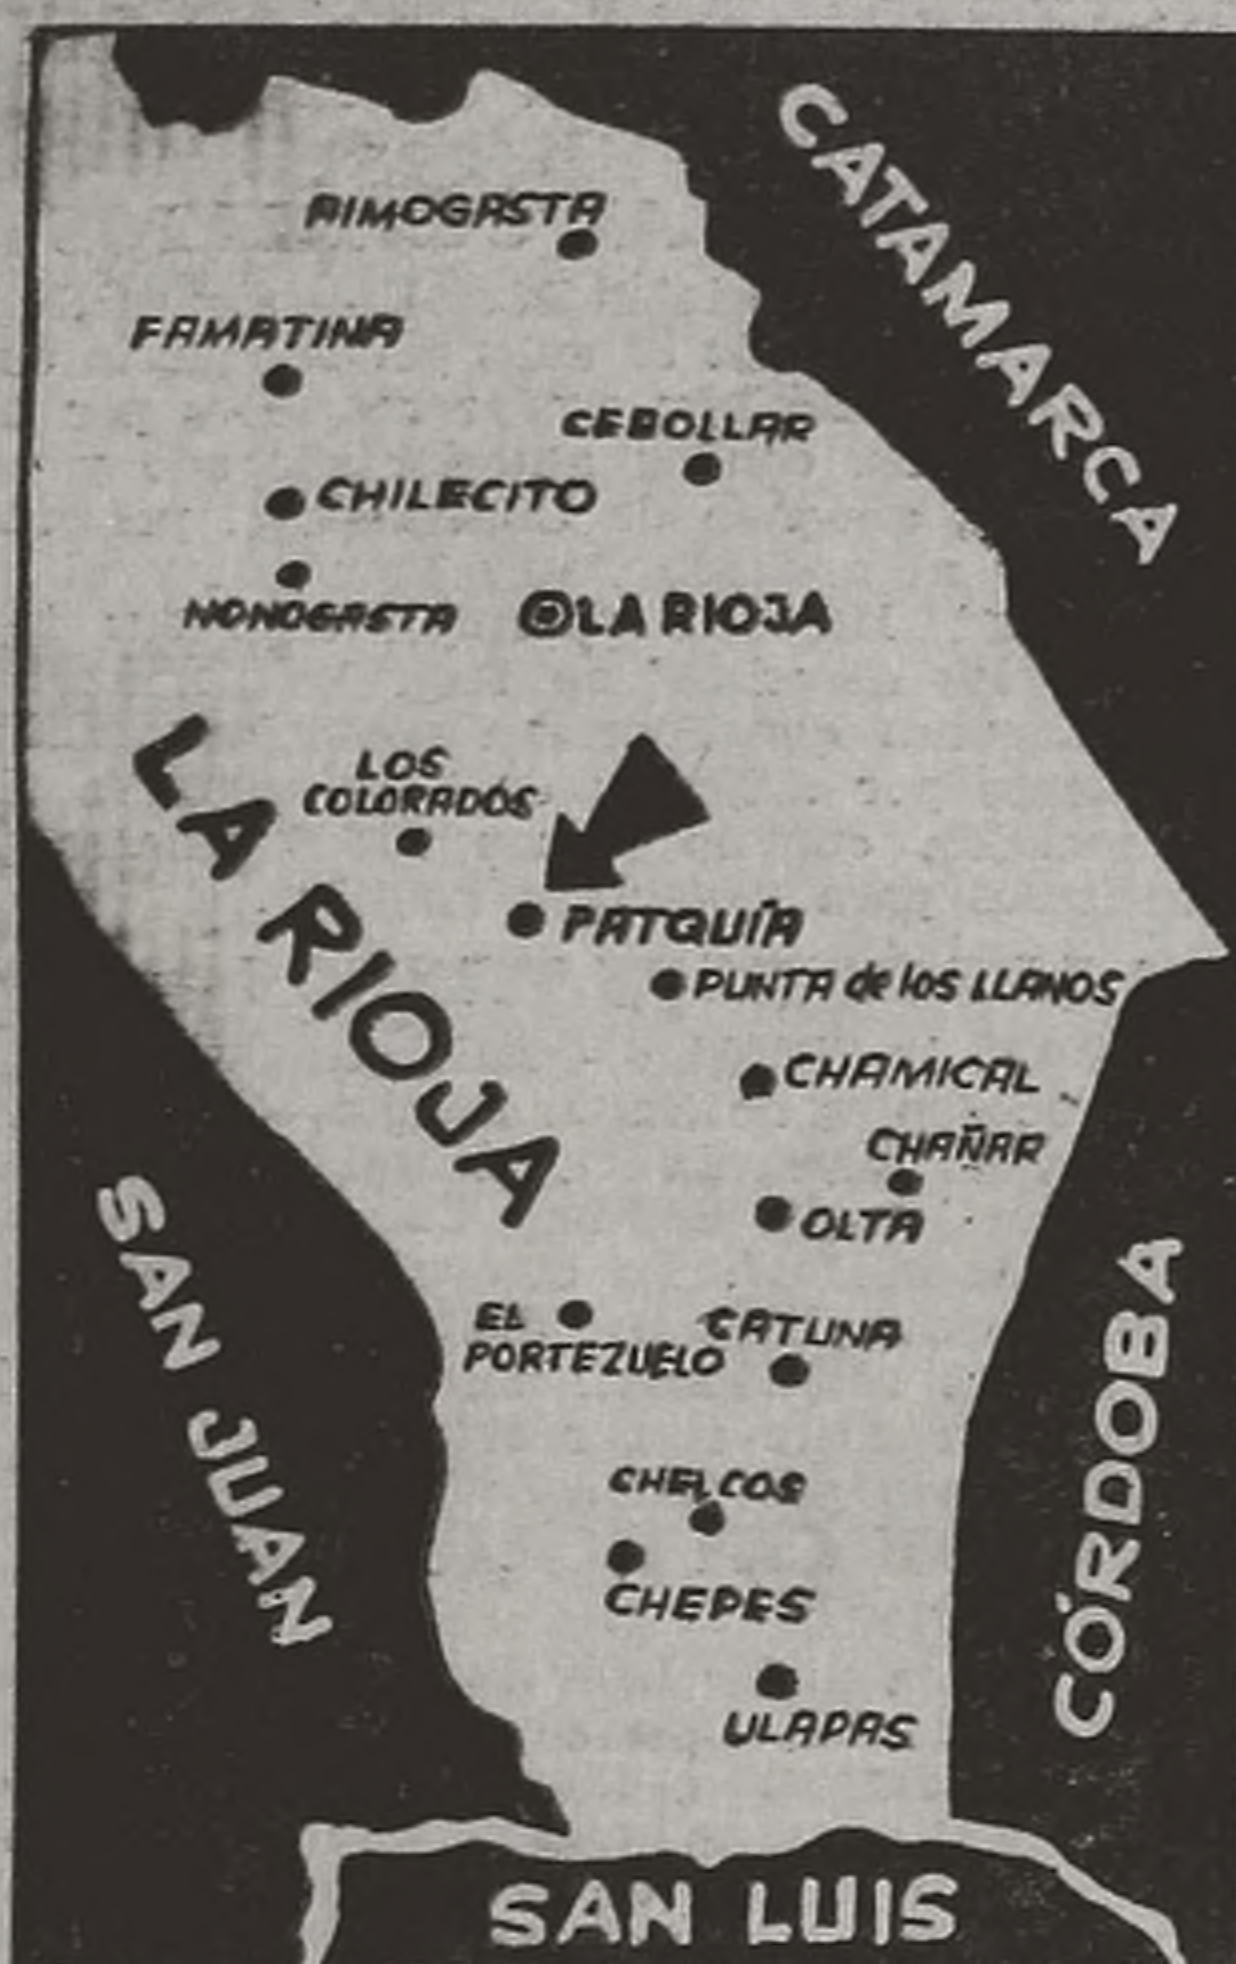 CATAMARCA
AIMOGASTA
FAMATINA
CEBOLLAR
CHILECITO
NONOGASTA
LA RIOJA
LOS
COLORADOS
LA RIOJA
PATQUÍA
PUNTA de los LLANOS
CHAMICAL
CHAÑAR
OLTA
SAN JUAN
EL
PORTEZUELO
CATUNA
CÓRDOBA
CHELCOS
CHEPES
ULAPAS
SAN LUIS